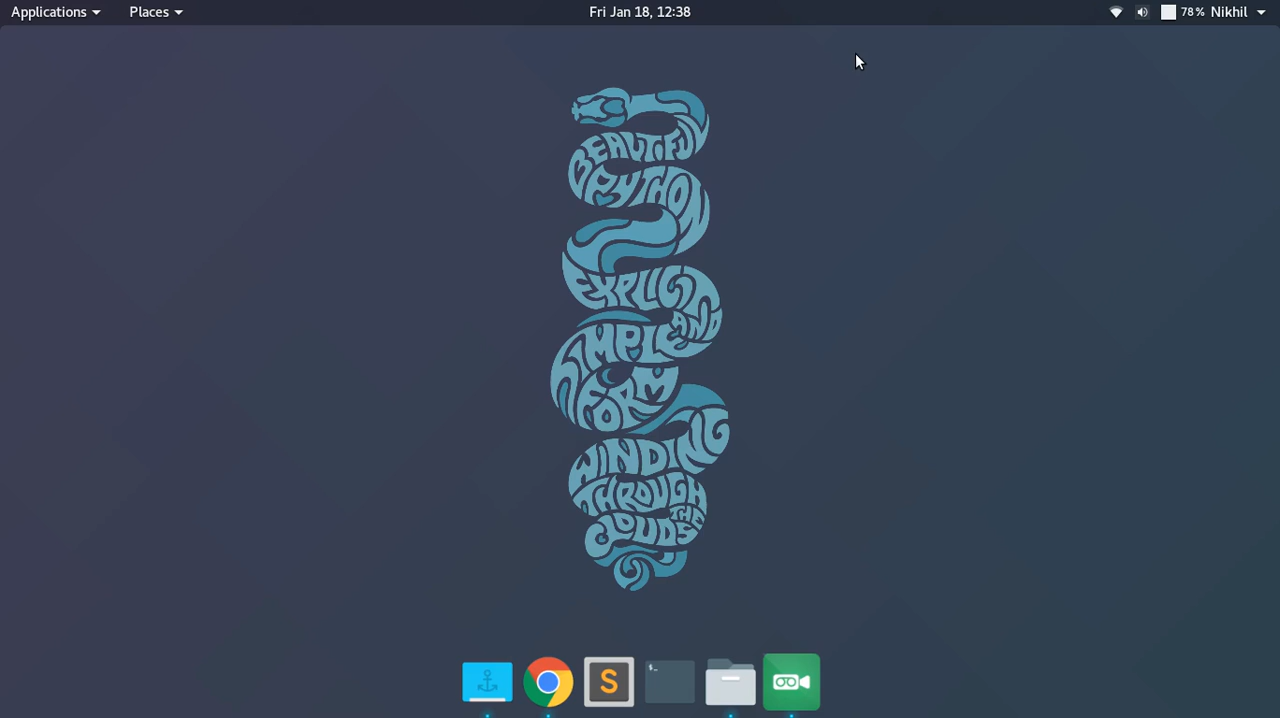 Applications Places Fri Jan 18, 12:38 78% Nikhil
BEAUTIFUL
PYTHON
EXPLICIT
AND
SIMPLE
FORM
WINDING
THROUGH
THE
CLOUDS
S
$_